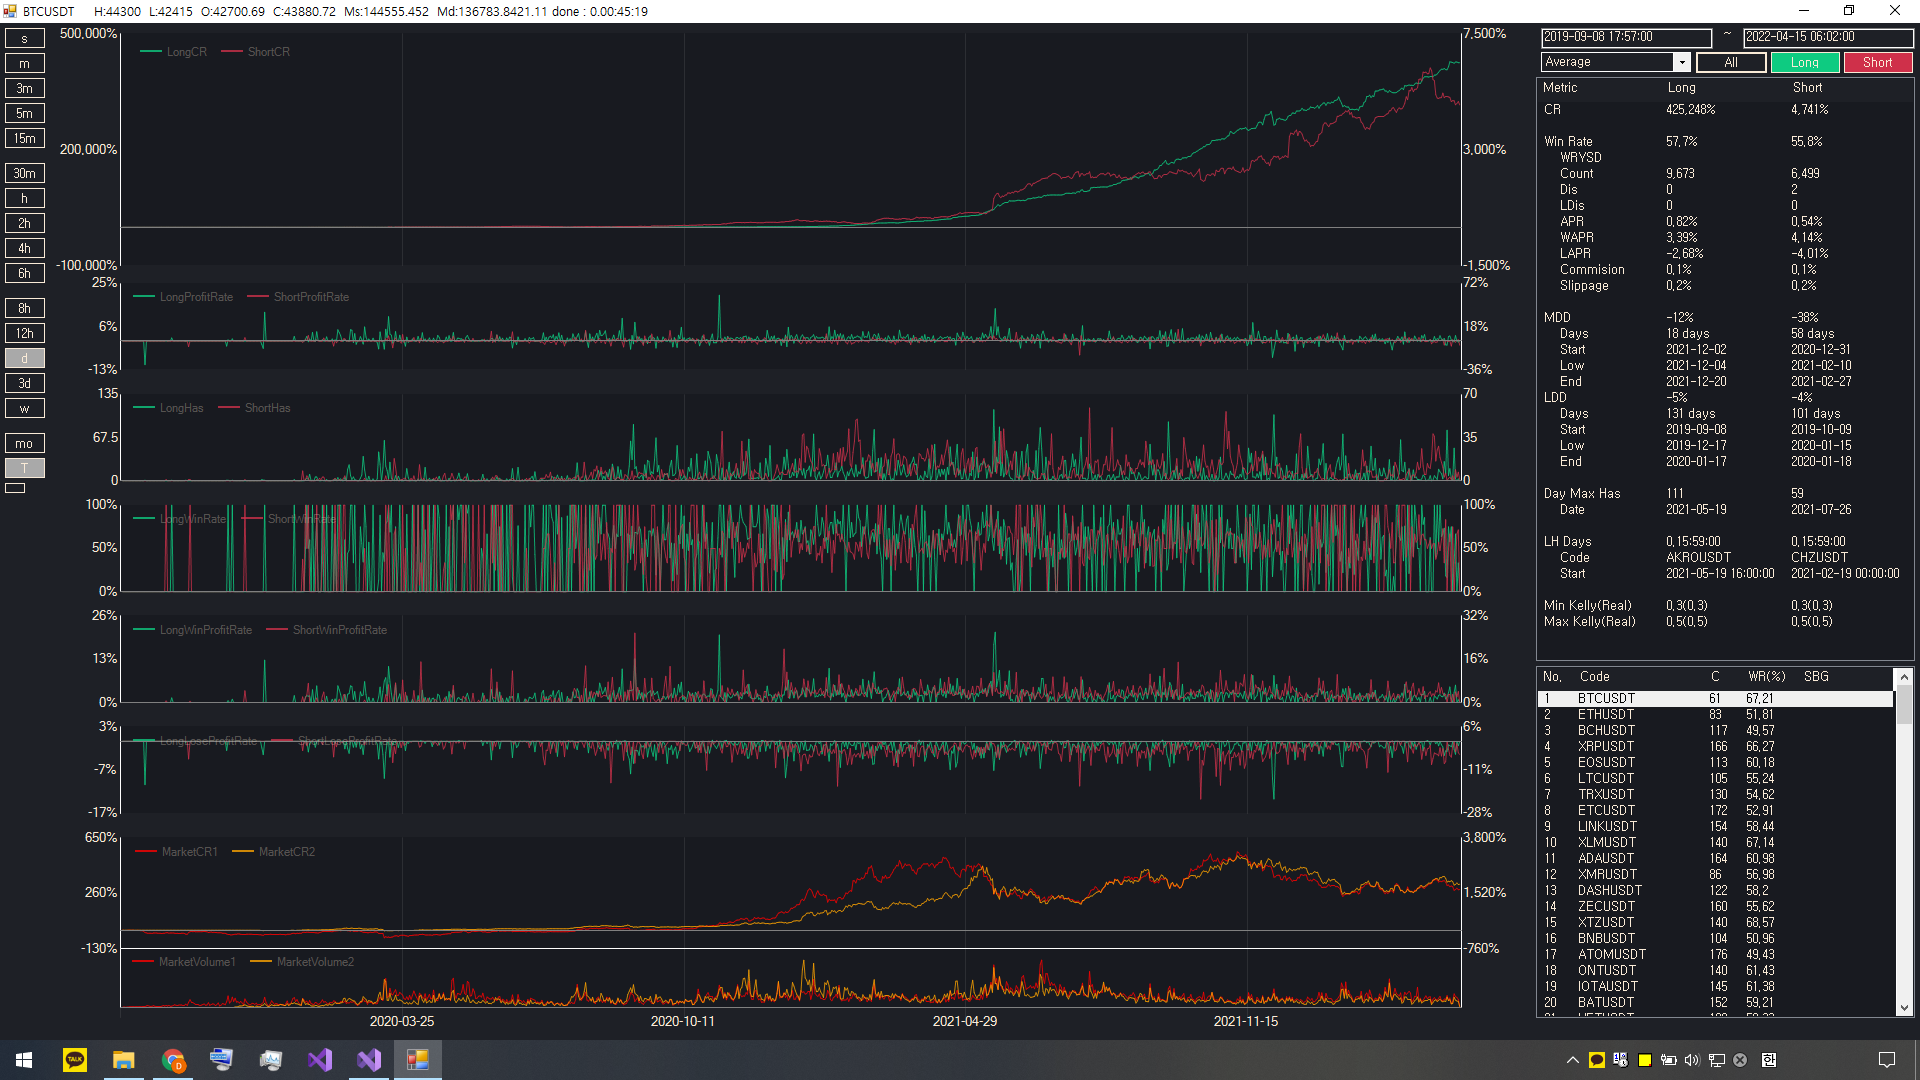 BTCUSDT H:44300 L:42415 O:42700.69 C:43880.72 Ms:144555.452 Md:136783.8421.11 done : 0.00:45:19
s
m
3m
5m
15m
30m
h
2h
4h
6h
8h
12h
d
3d
w
mo
T
500,000% 7,500%
LongCR ShortCR
200,000% 3,000%
-100,000% -1,500%
25% 72%
LongProfitRate ShortProfitRate
6% 18%
-13% -36%
135 70
LongHas ShortHas
67.5 35
0 0
100% 100%
LongWinRate ShortWinRate
50% 50%
0% 0%
26% 32%
LongWinProfitRate ShortWinProfitRate
13% 16%
0% 0%
3% 6%
LongLoseProfitRate ShortLoseProfitRate
-7% -11%
-17% -28%
650% 3,800%
MarketCR1 MarketCR2
260% 1,520%
-130% -760%
MarketVolume1 MarketVolume2
2020-03-25 2020-10-11 2021-04-29 2021-11-15
2019-09-08 17:57:00 ~ 2022-04-15 06:02:00
Average All Long Short
Metric Long Short
CR 425,248% 4,741%
Win Rate 57.7% 55.8%
WRYSD
Count 9,673 6,499
Dis 0 2
LDis 0 0
APR 0.82% 0.54%
WAPR 3.39% 4.14%
LAPR -2.68% -4.01%
Commision 0.1% 0.1%
Slippage 0.2% 0.2%
MDD -12% -38%
Days 18 days 58 days
Start 2021-12-02 2020-12-31
Low 2021-12-04 2021-02-10
End 2021-12-20 2021-02-27
LDD -5% -4%
Days 131 days 101 days
Start 2019-09-08 2019-10-09
Low 2019-12-17 2020-01-15
End 2020-01-17 2020-01-18
Day Max Has 111 59
Date 2021-05-19 2021-07-26
LH Days 0.15:59:00 0.15:59:00
Code AKROUSDT CHZUSDT
Start 2021-05-19 16:00:00 2021-02-19 00:00:00
Min Kelly(Real) 0.3(0.3) 0.3(0.3)
Max Kelly(Real) 0.5(0.5) 0.5(0.5)
No. Code C WR(%) SBG
1 BTCUSDT 61 67.21
2 ETHUSDT 83 51.81
3 BCHUSDT 117 49.57
4 XRPUSDT 166 66.27
5 EOSUSDT 113 60.18
6 LTCUSDT 105 55.24
7 TRXUSDT 130 54.62
8 ETCUSDT 172 52.91
9 LINKUSDT 154 58.44
10 XLMUSDT 140 67.14
11 ADAUSDT 164 60.98
12 XMRUSDT 86 56.98
13 DASHUSDT 122 58.2
14 ZECUSDT 160 55.62
15 XTZUSDT 140 68.57
16 BNBUSDT 104 50.96
17 ATOMUSDT 176 49.43
18 ONTUSDT 140 61.43
19 IOTAUSDT 145 61.38
20 BATUSDT 152 59.21
TALK